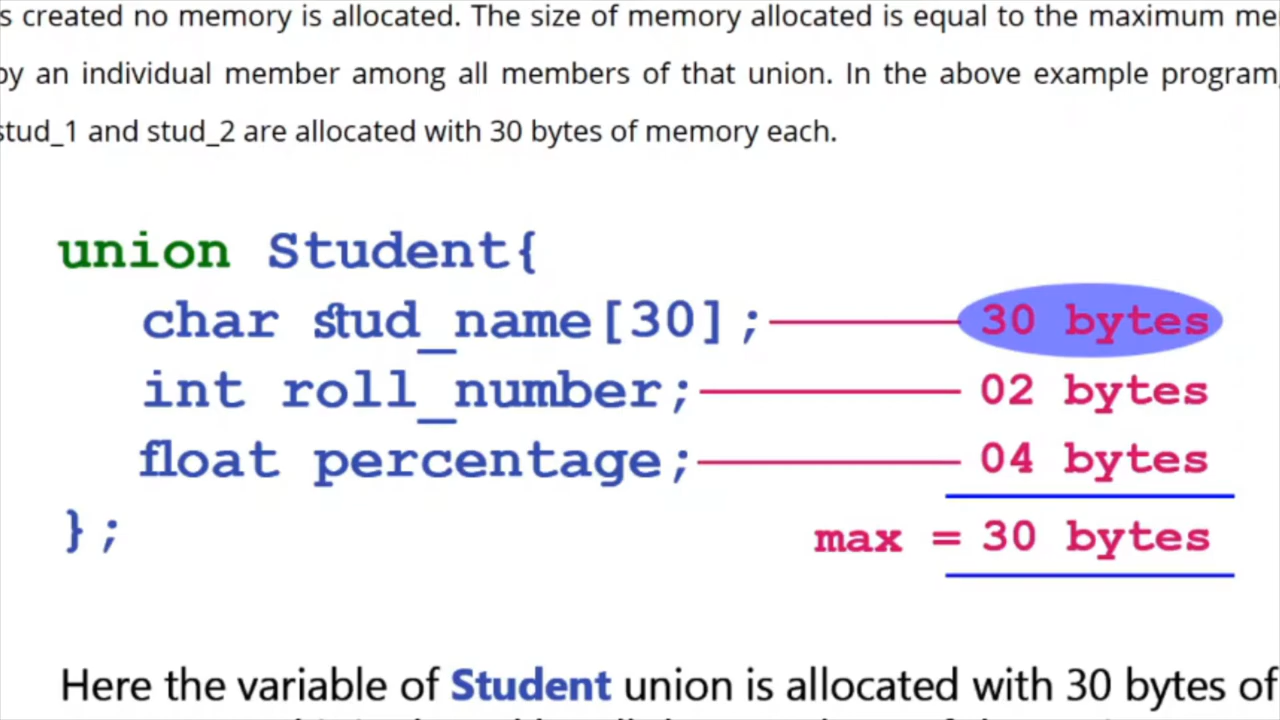 s created no memory is allocated. The size of memory allocated is equal to the maximum me
by an individual member among all members of that union. In the above example program,
stud_1 and stud_2 are allocated with 30 bytes of memory each.
union Student{
char stud_name[30]; 30 bytes
int roll_number; 02 bytes
float percentage; 04 bytes
}; max = 30 bytes
Here the variable of Student union is allocated with 30 bytes of